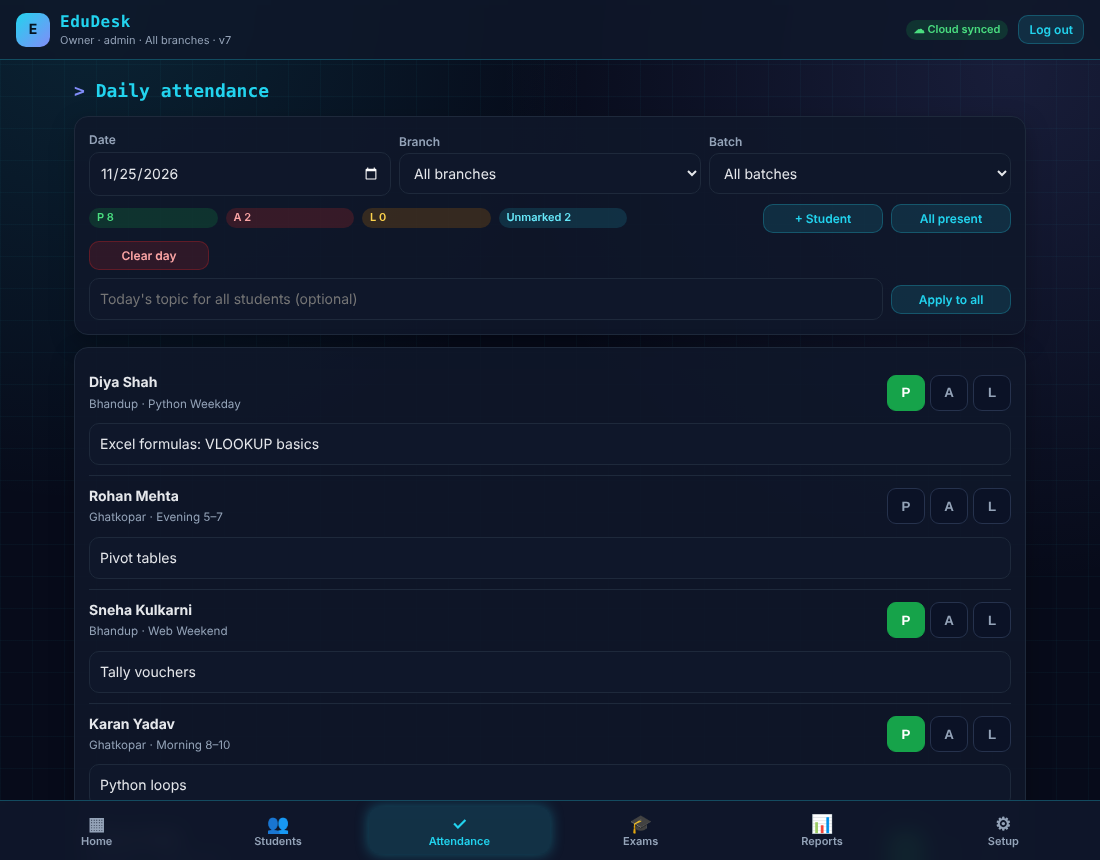 E
EduDesk
Owner · admin · All branches · v7
☁ Cloud synced
Log out
> Daily attendance
Date
Branch
Batch
11/25/2026
All branches
All batches
P 8
A 2
L 0
Unmarked 2
+ Student
All present
Clear day
Today's topic for all students (optional)
Apply to all
Diya Shah
Bhandup · Python Weekday
P A L
Excel formulas: VLOOKUP basics
Rohan Mehta
Ghatkopar · Evening 5–7
P A L
Pivot tables
Sneha Kulkarni
Bhandup · Web Weekend
P A L
Tally vouchers
Karan Yadav
Ghatkopar · Morning 8–10
P A L
Python loops
Home
Students
Attendance
Exams
Reports
Setup